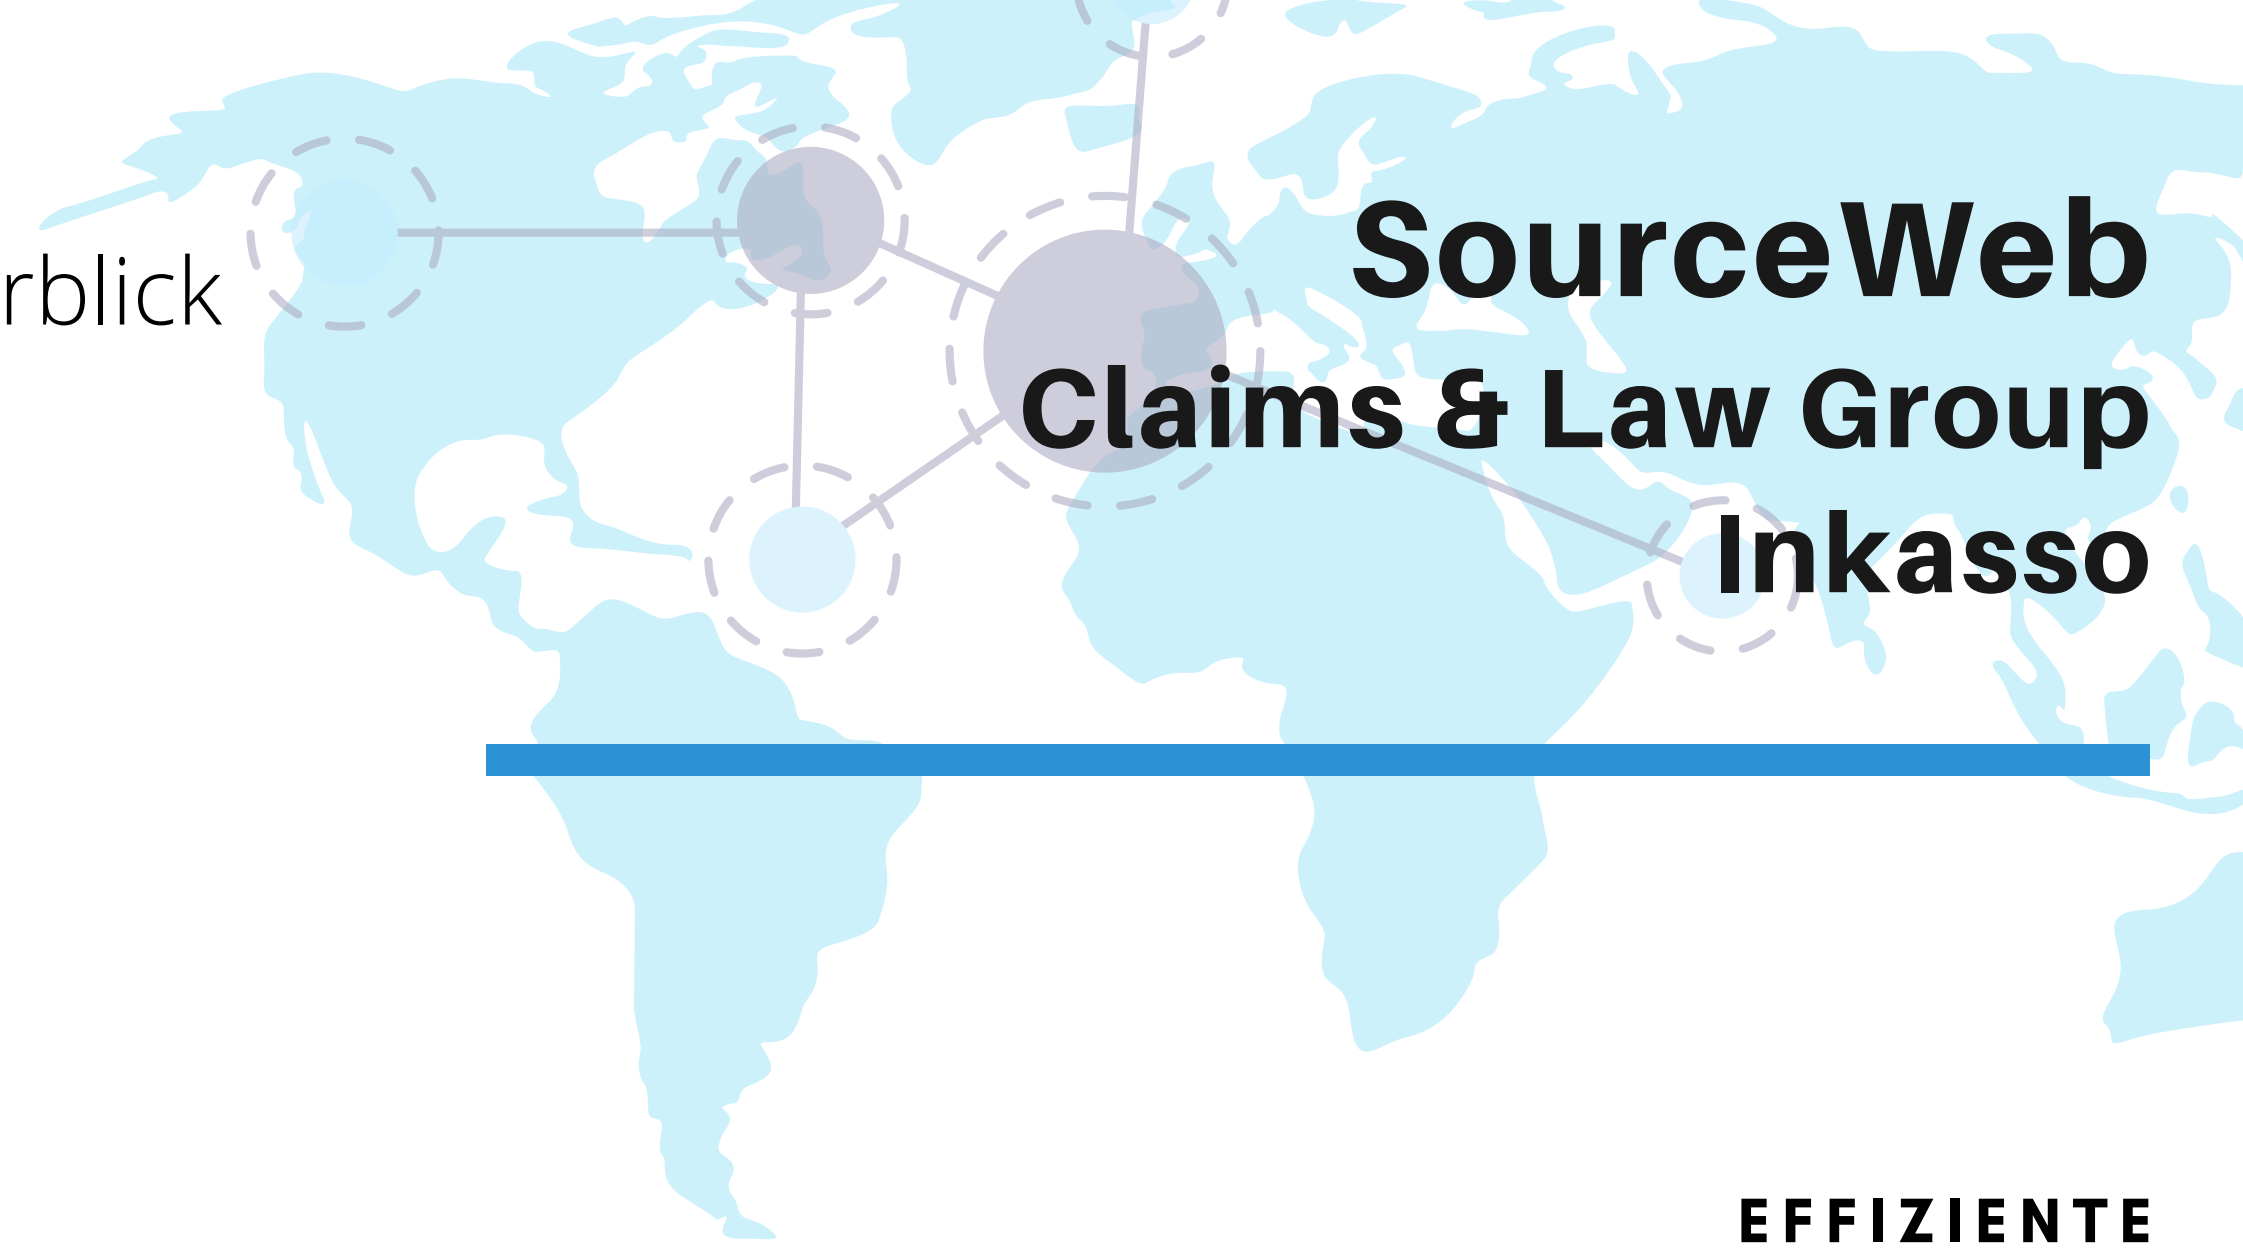 SourceWeb
rblick
Claims & Law Group
Inkasso
EFFIZIENTE